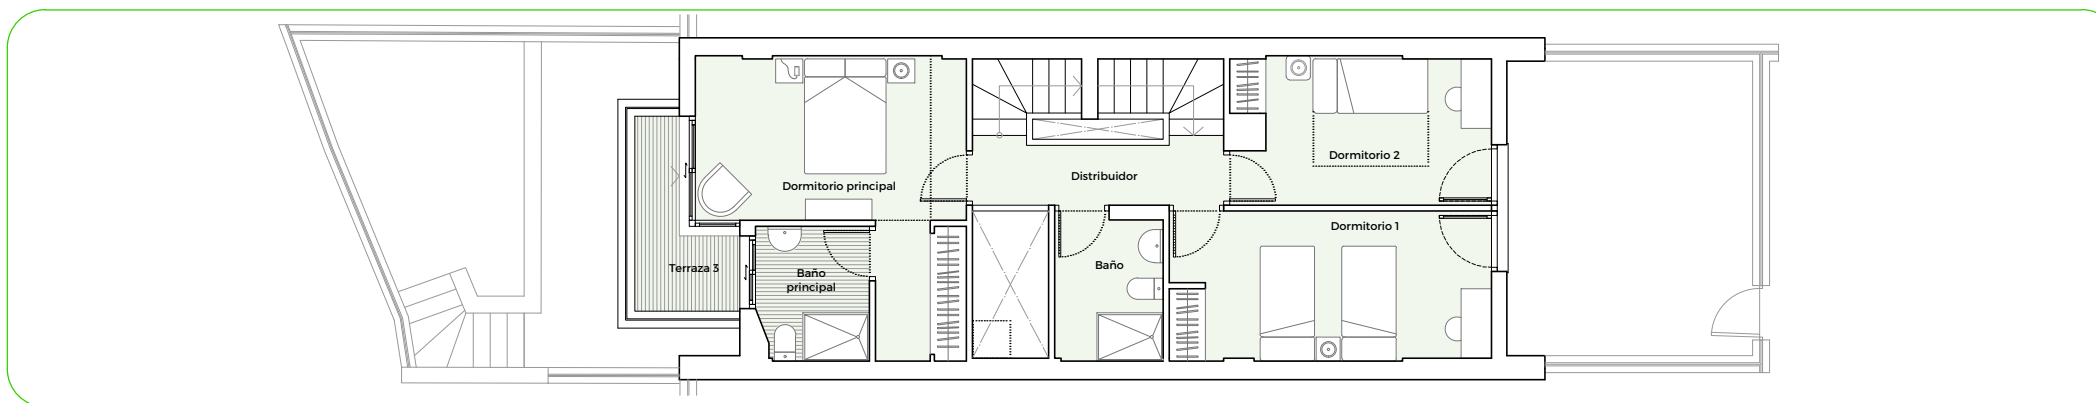 Dormitorio 2
Distribuidor
Dormitorio principal
Dormitorio 1
Terraza 3
Baño
principal
Baño